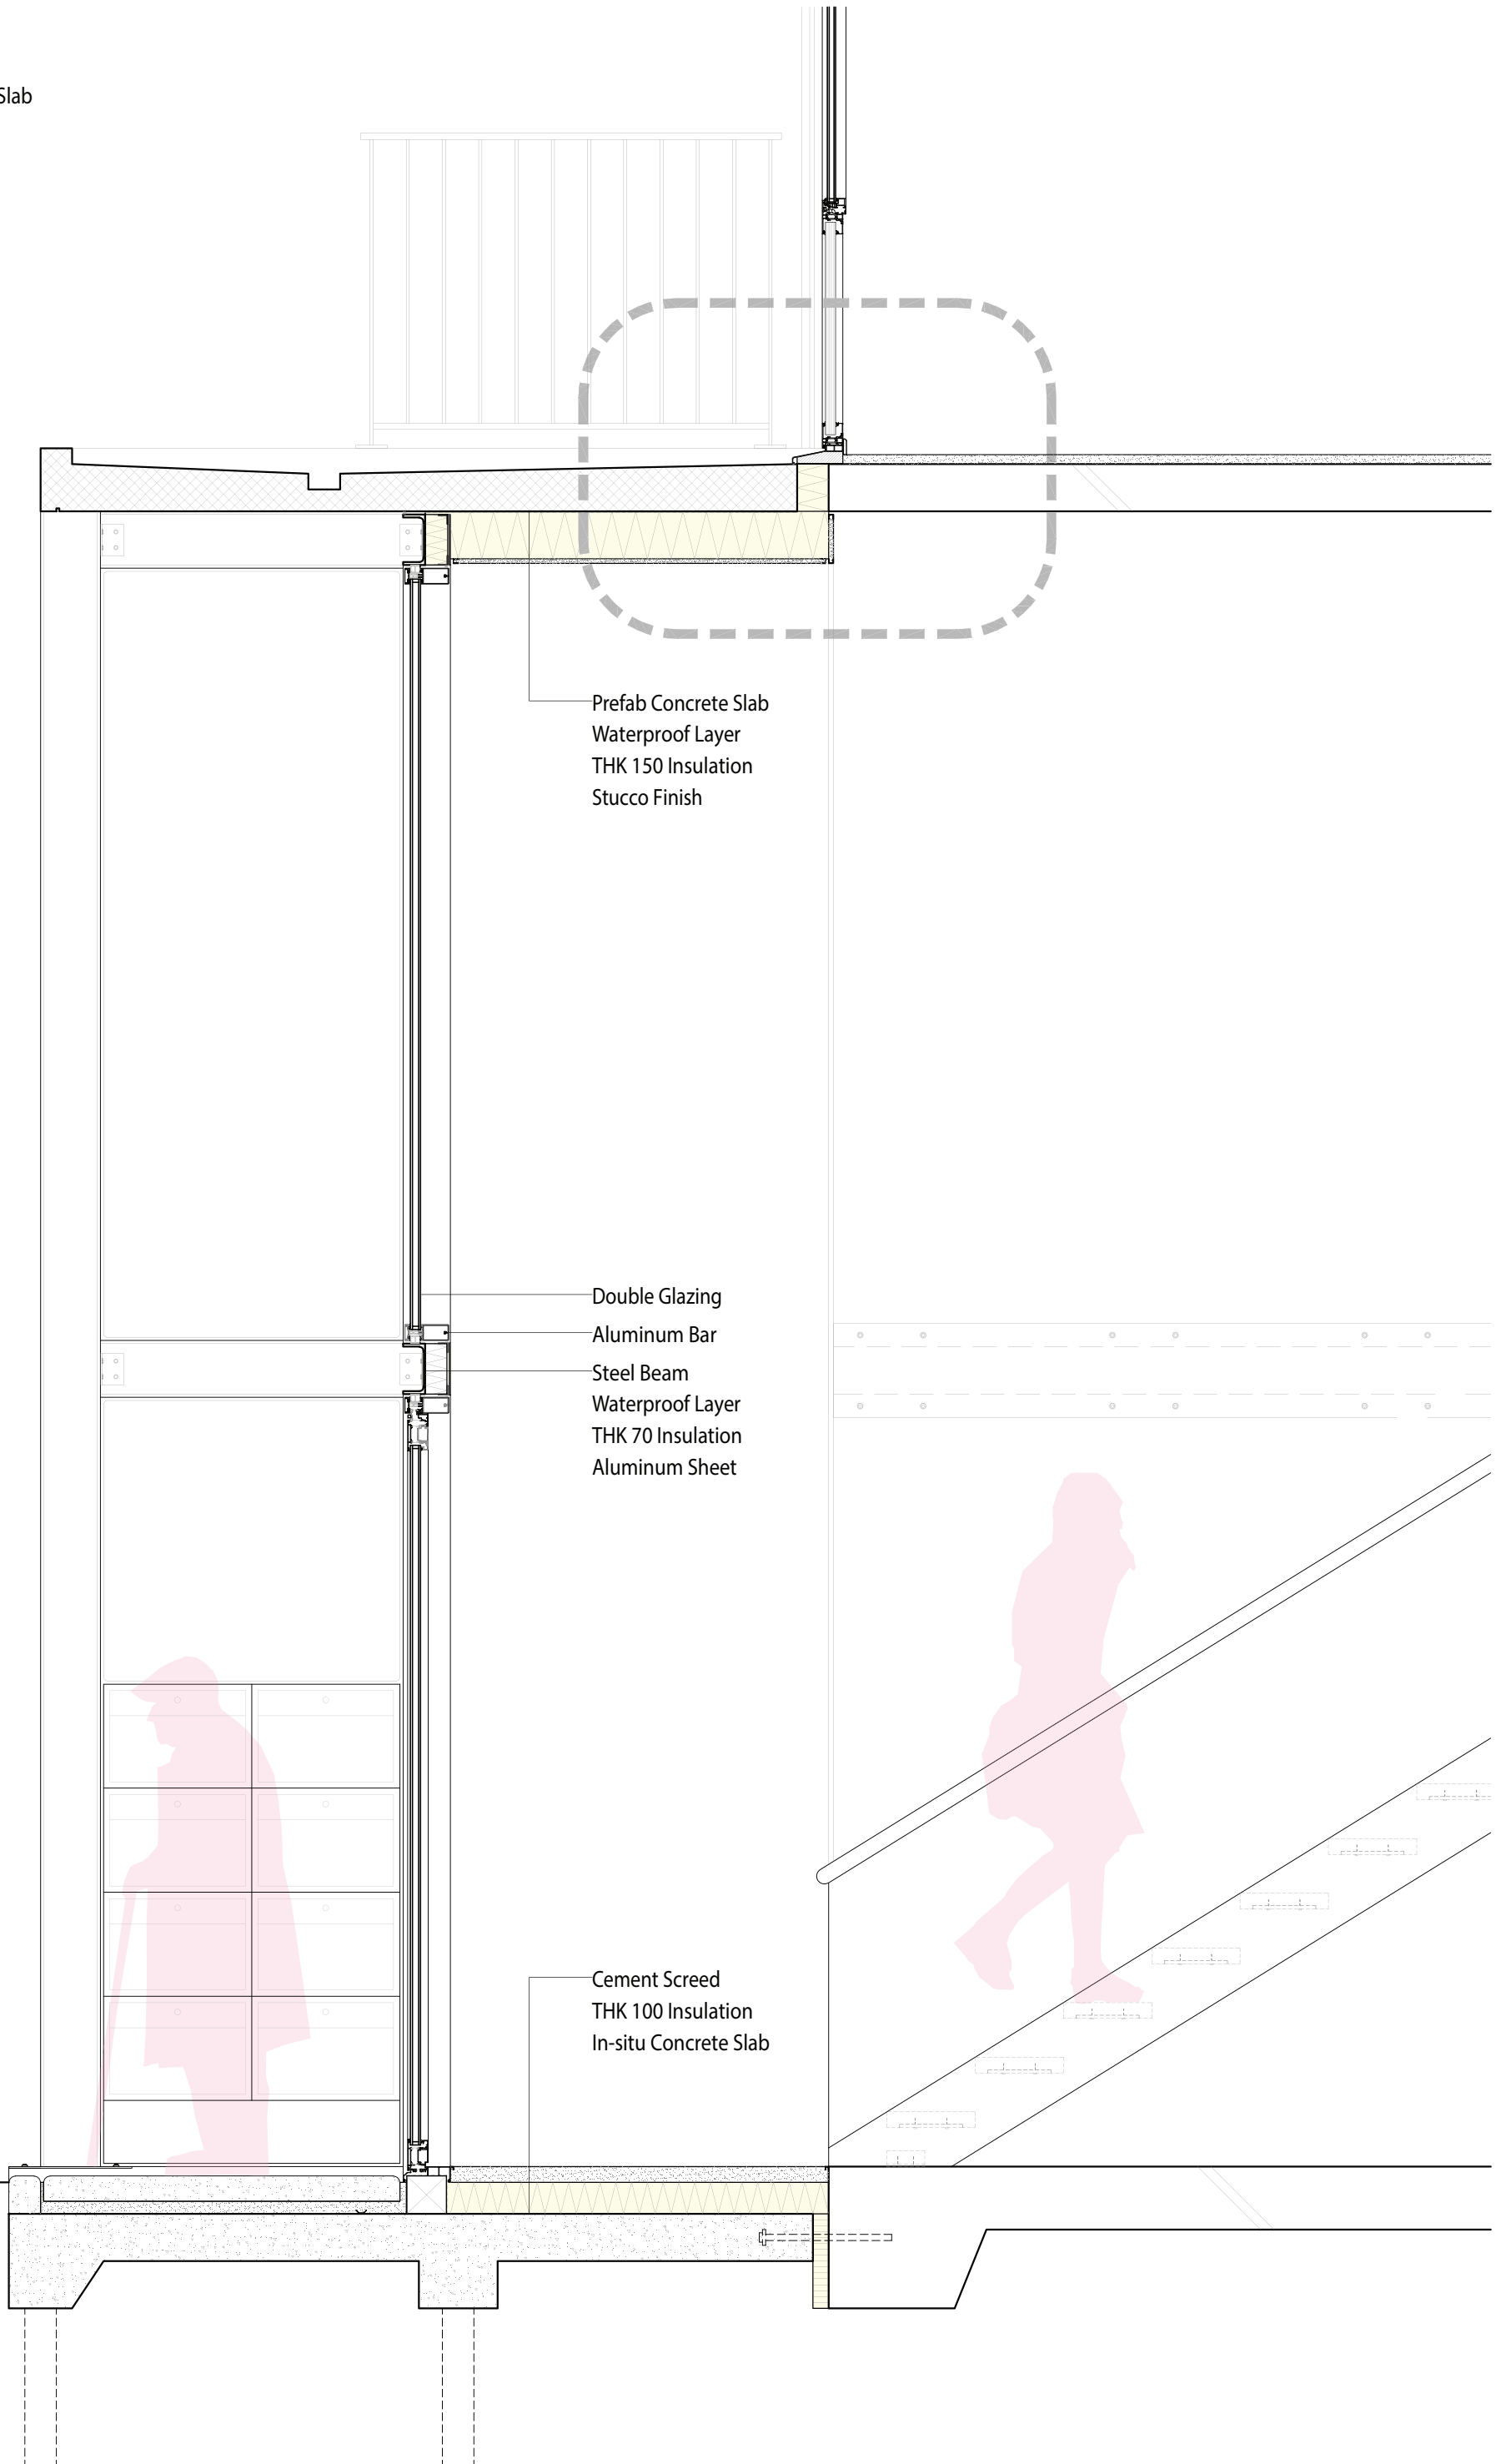 Slab
Prefab Concrete Slab
Waterproof Layer
THK 150 Insulation
Stucco Finish
Double Glazing
Aluminum Bar
Steel Beam
Waterproof Layer
THK 70 Insulation
Aluminum Sheet
Cement Screed
THK 100 Insulation
In-situ Concrete Slab